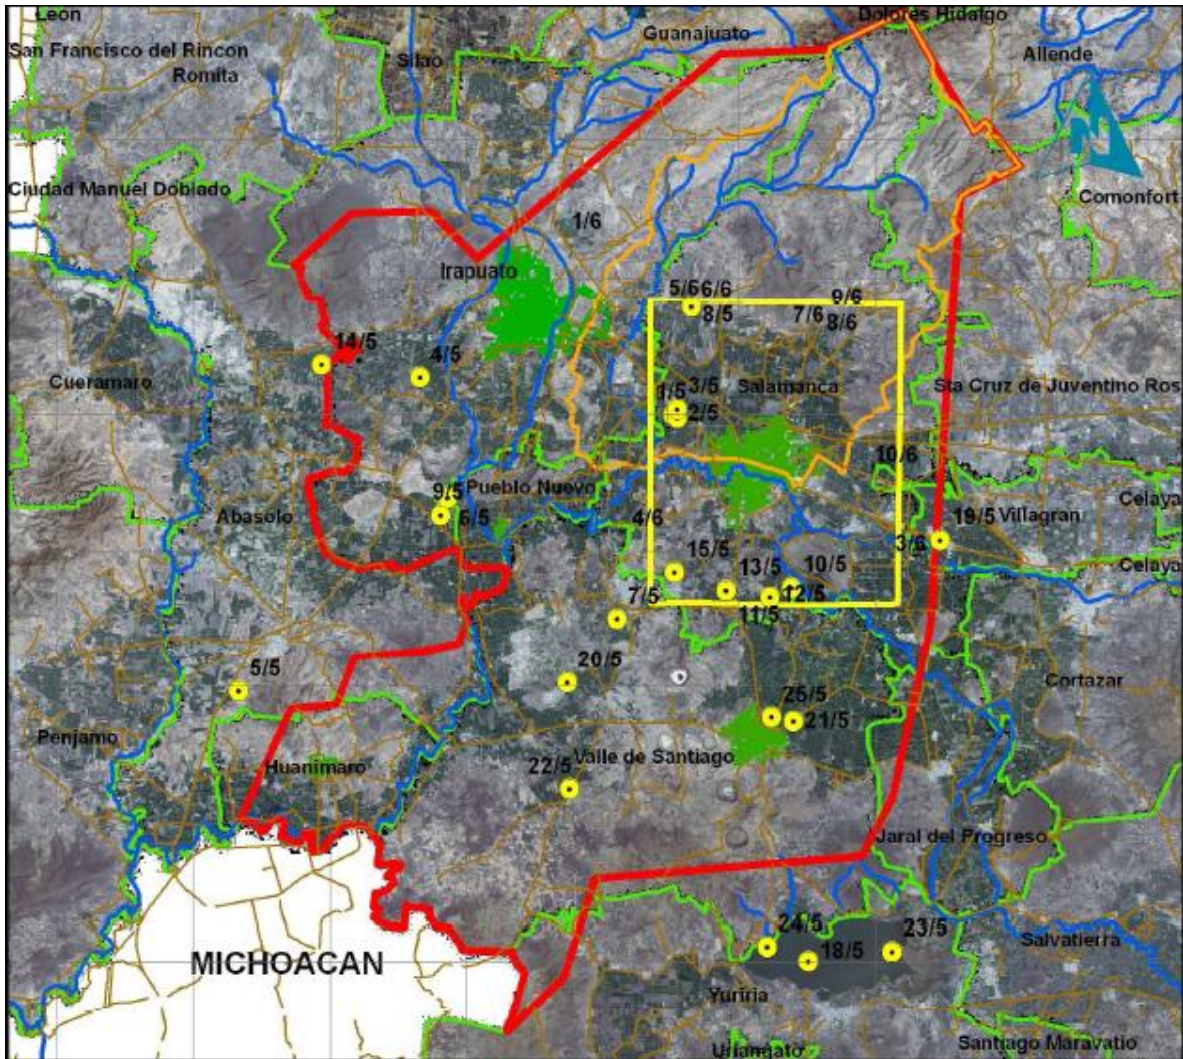 Leon
Dolores Hidalgo
San Francisco del Rincon
Guanajuato
Romita
Silao
Allende
Ciudad Manuel Doblado
Comonfort
1/6
Irapuato
5/6 6/6
9/6
8/5
7/6
8/6
14/5
4/5
Cueramaro
1/5
3/5
Salamanca
Sta Cruz de Juventino Ros
2/5
10/6
9/5
Pueblo Nuevo
Celaya
Abasolo
6/5
4/6
19/5
Villagran
3/6
15/5
13/5
10/5
Celaya
7/5
12/5
11/5
5/5
20/5
Cortazar
25/5
21/5
Penjamo
Huanimaro
22/5
Valle de Santiago
Jaral del Progreso
24/5
23/5
MICHOACAN
18/5
Salvatierra
Yuriria
Uriangato
Santiago Maravatio